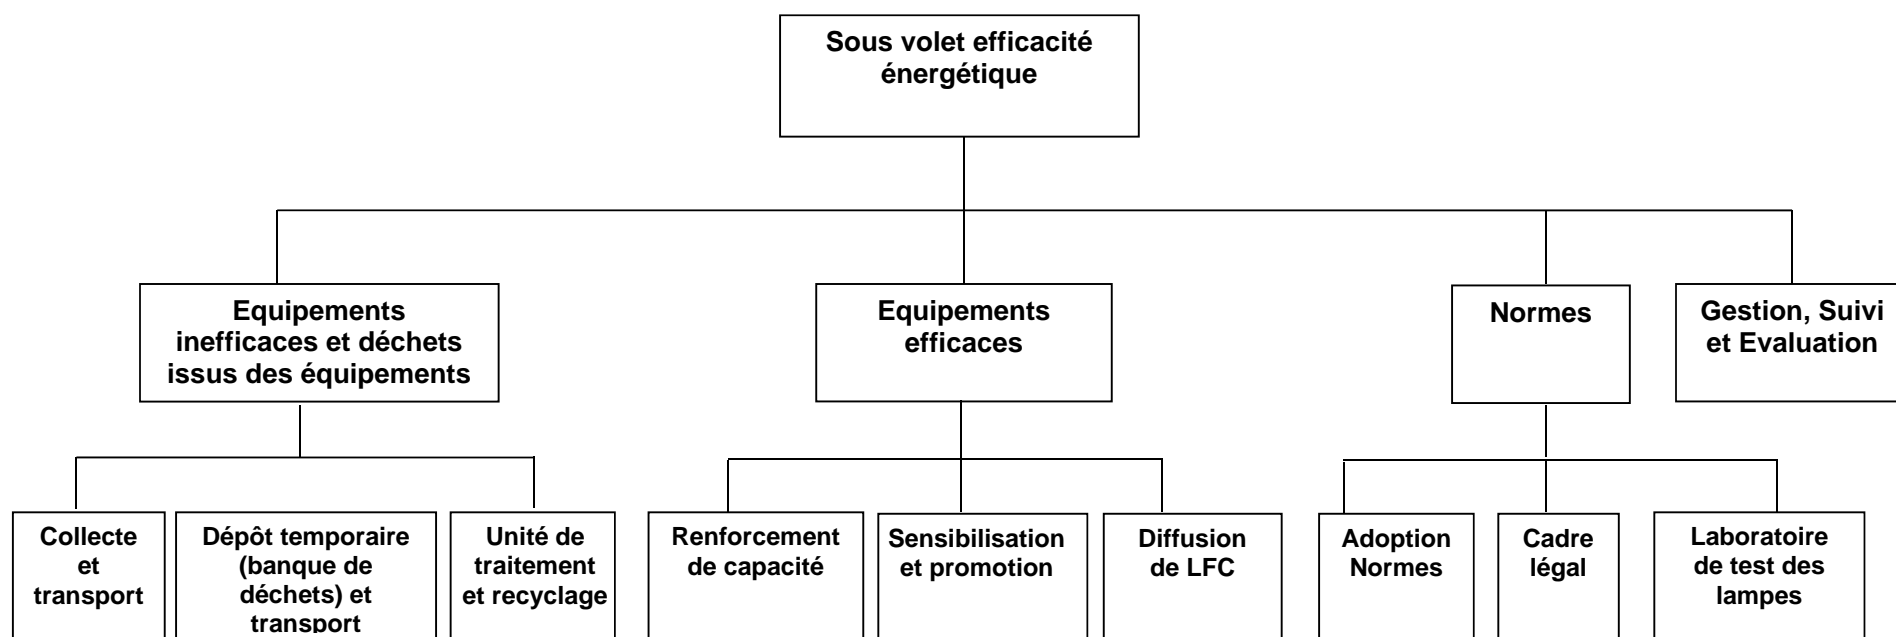 Sous volet efficacité
énergétique
Equipements
inefficaces et déchets
issus des équipements
Equipements
efficaces
Normes
Gestion, Suivi
et Evaluation
Collecte
et
transport
Dépôt temporaire
(banque de
déchets) et
transport
Unité de
traitement
et recyclage
Renforcement
de capacité
Sensibilisation
et promotion
Diffusion
de LFC
Adoption
Normes
Cadre
légal
Laboratoire
de test des
lampes